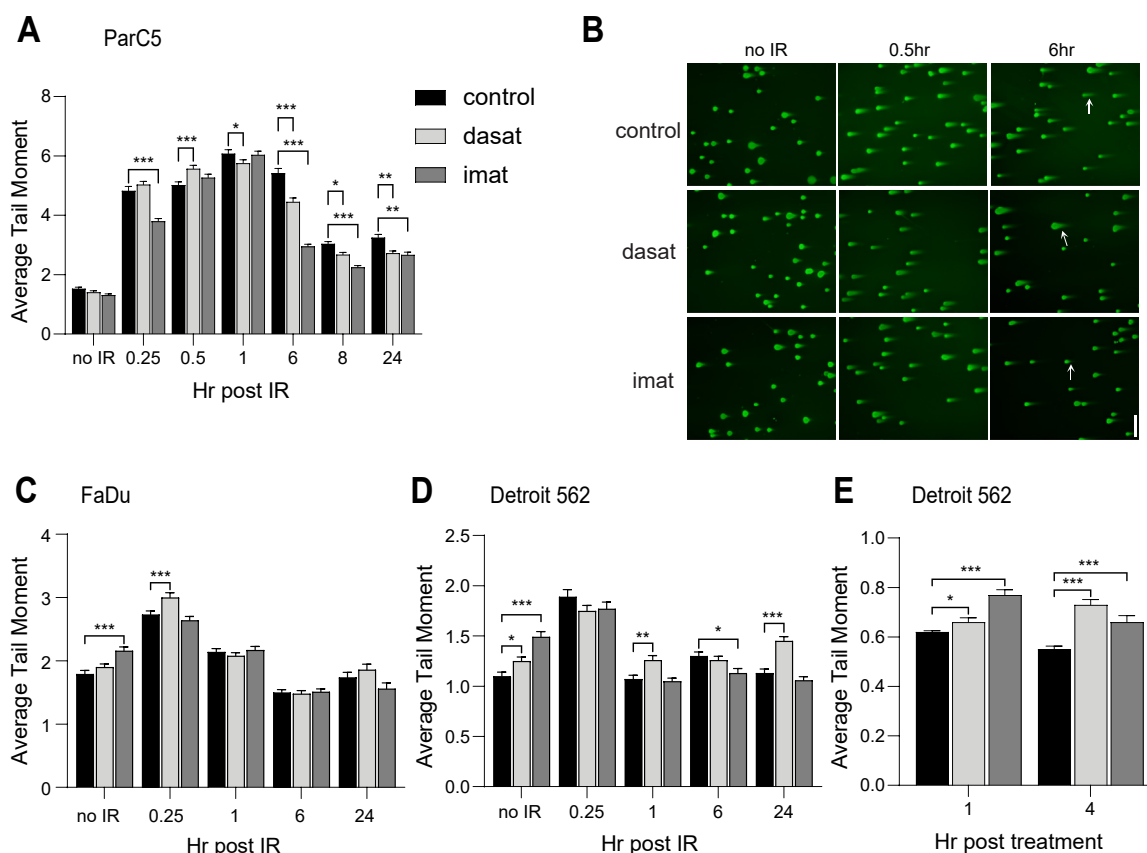 A ParC5
8
6
4
2
0
Average Tail Moment
*** *** * *** *** * *** ** **
no IR 0.25 0.5 1 6 8 24
Hr post IR
control
dasat
imat
B
no IR 0.5hr 6hr
control
dasat
imat
C FaDu
4
3
2
1
0
Average Tail Moment
*** ***
no IR 0.25 1 6 24
Hr post IR
D Detroit 562
2.5
2.0
1.5
1.0
0.5
0.0
Average Tail Moment
* *** ** * ***
no IR 0.25 1 6 24
Hr post IR
E Detroit 562
1.0
0.8
0.6
0.4
0.2
0.0
Average Tail Moment
* *** *** ***
1 4
Hr post treatment